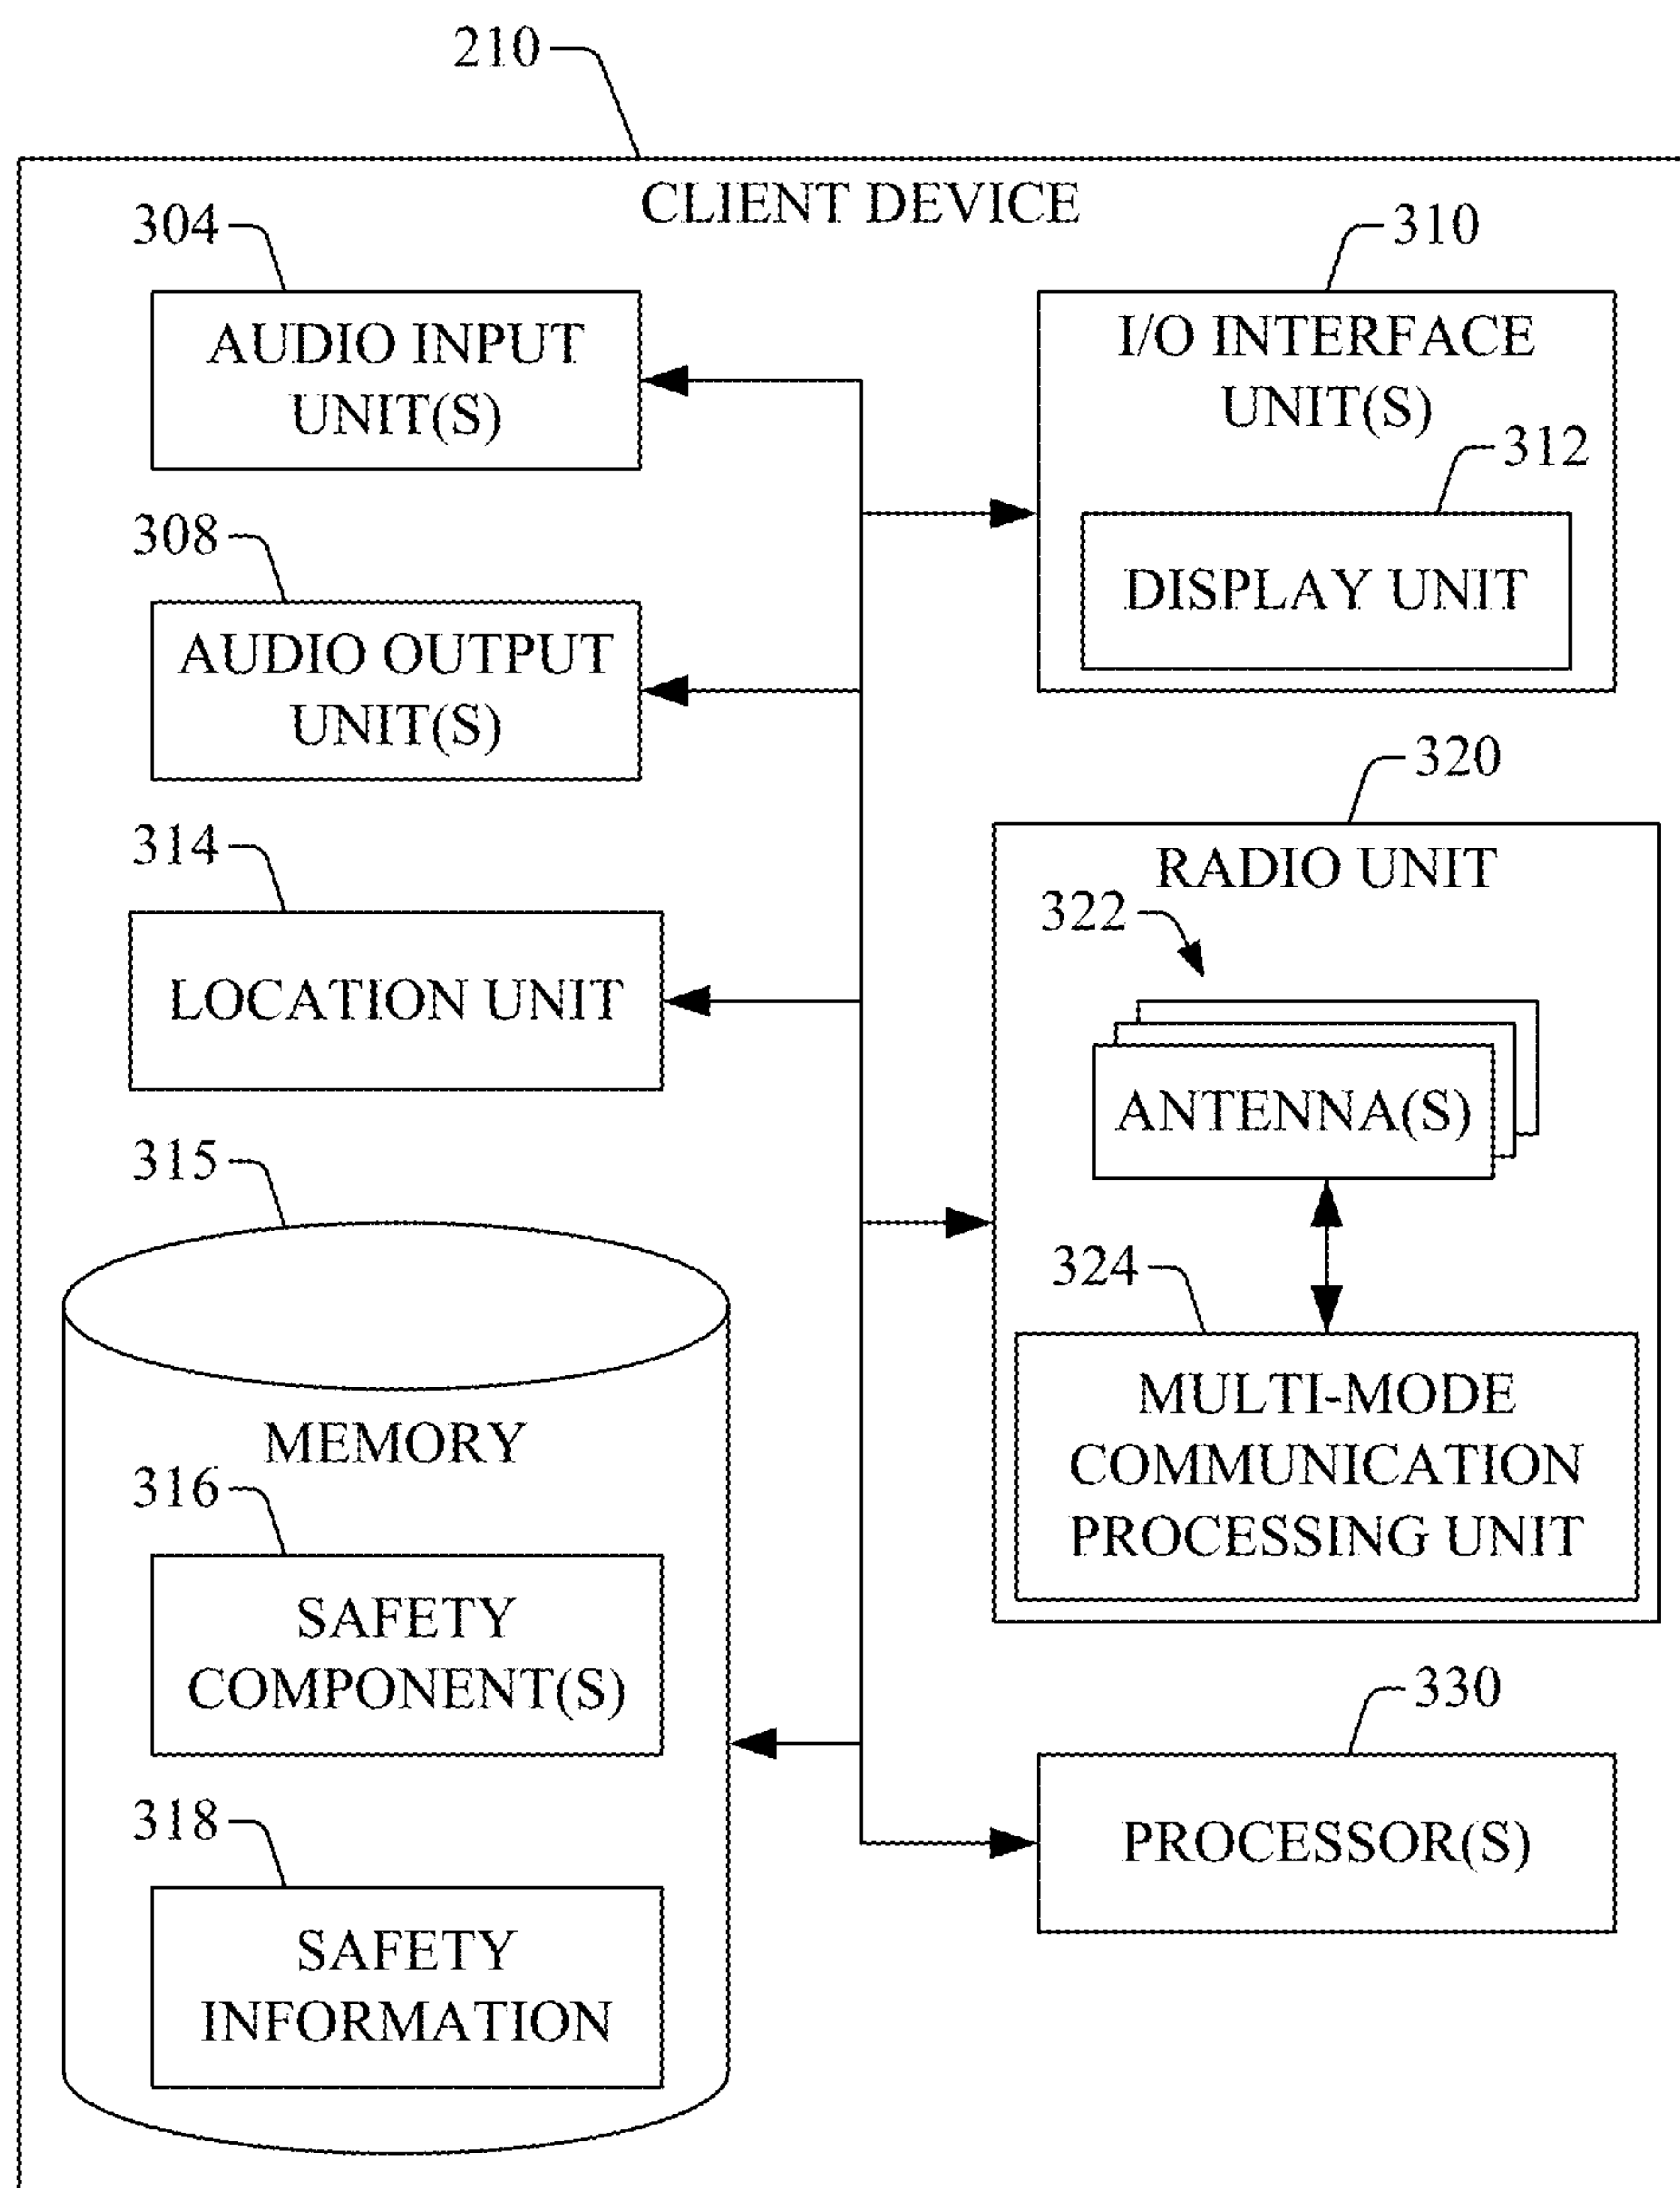 210
CLIENT DEVICE
304
AUDIO INPUT
UNIT(S)
310
I/O INTERFACE
UNIT(S)
312
DISPLAY UNIT
308
AUDIO OUTPUT
UNIT(S)
314
LOCATION UNIT
320
RADIO UNIT
322
ANTENNA(S)
324
MULTI-MODE
COMMUNICATION
PROCESSING UNIT
315
MEMORY
316
SAFETY
COMPONENT(S)
318
SAFETY
INFORMATION
330
PROCESSOR(S)